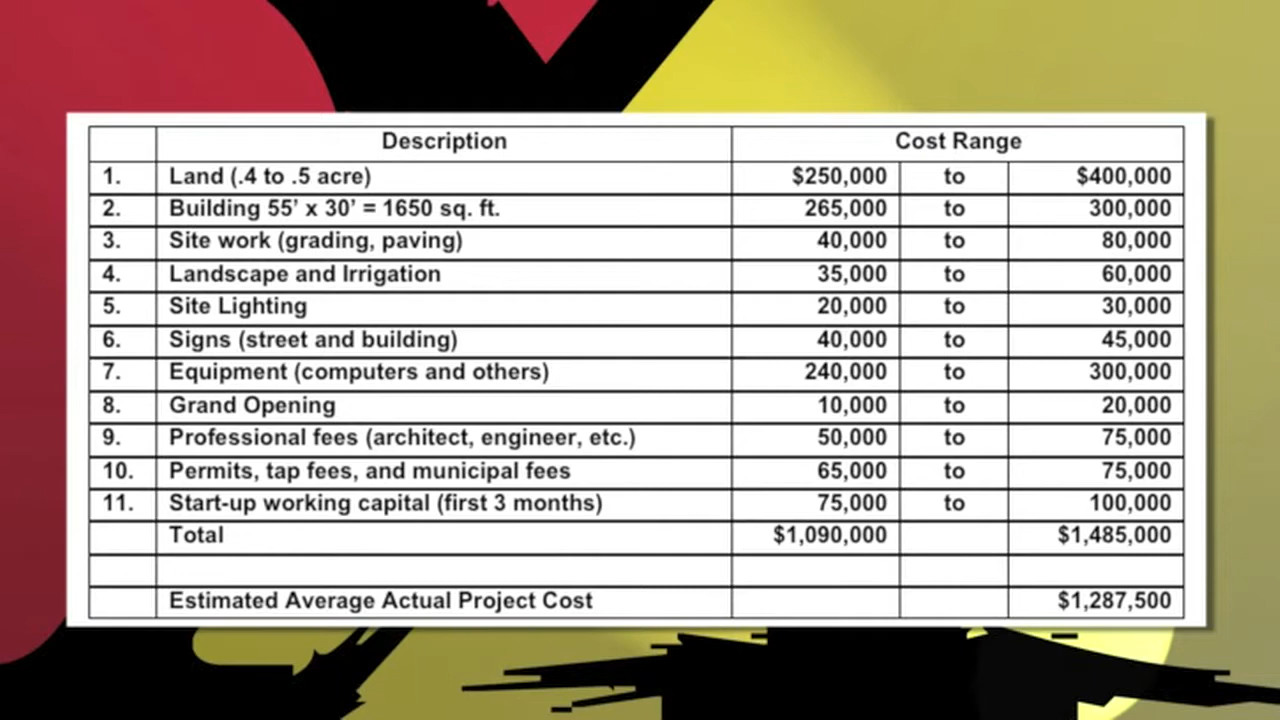 Description Cost Range
1. Land (.4 to .5 acre) $250,000 to $400,000
2. Building 55’ x 30’ = 1650 sq. ft. 265,000 to 300,000
3. Site work (grading, paving) 40,000 to 80,000
4. Landscape and Irrigation 35,000 to 60,000
5. Site Lighting 20,000 to 30,000
6. Signs (street and building) 40,000 to 45,000
7. Equipment (computers and others) 240,000 to 300,000
8. Grand Opening 10,000 to 20,000
9. Professional fees (architect, engineer, etc.) 50,000 to 75,000
10. Permits, tap fees, and municipal fees 65,000 to 75,000
11. Start-up working capital (first 3 months) 75,000 to 100,000
Total $1,090,000 $1,485,000
Estimated Average Actual Project Cost $1,287,500